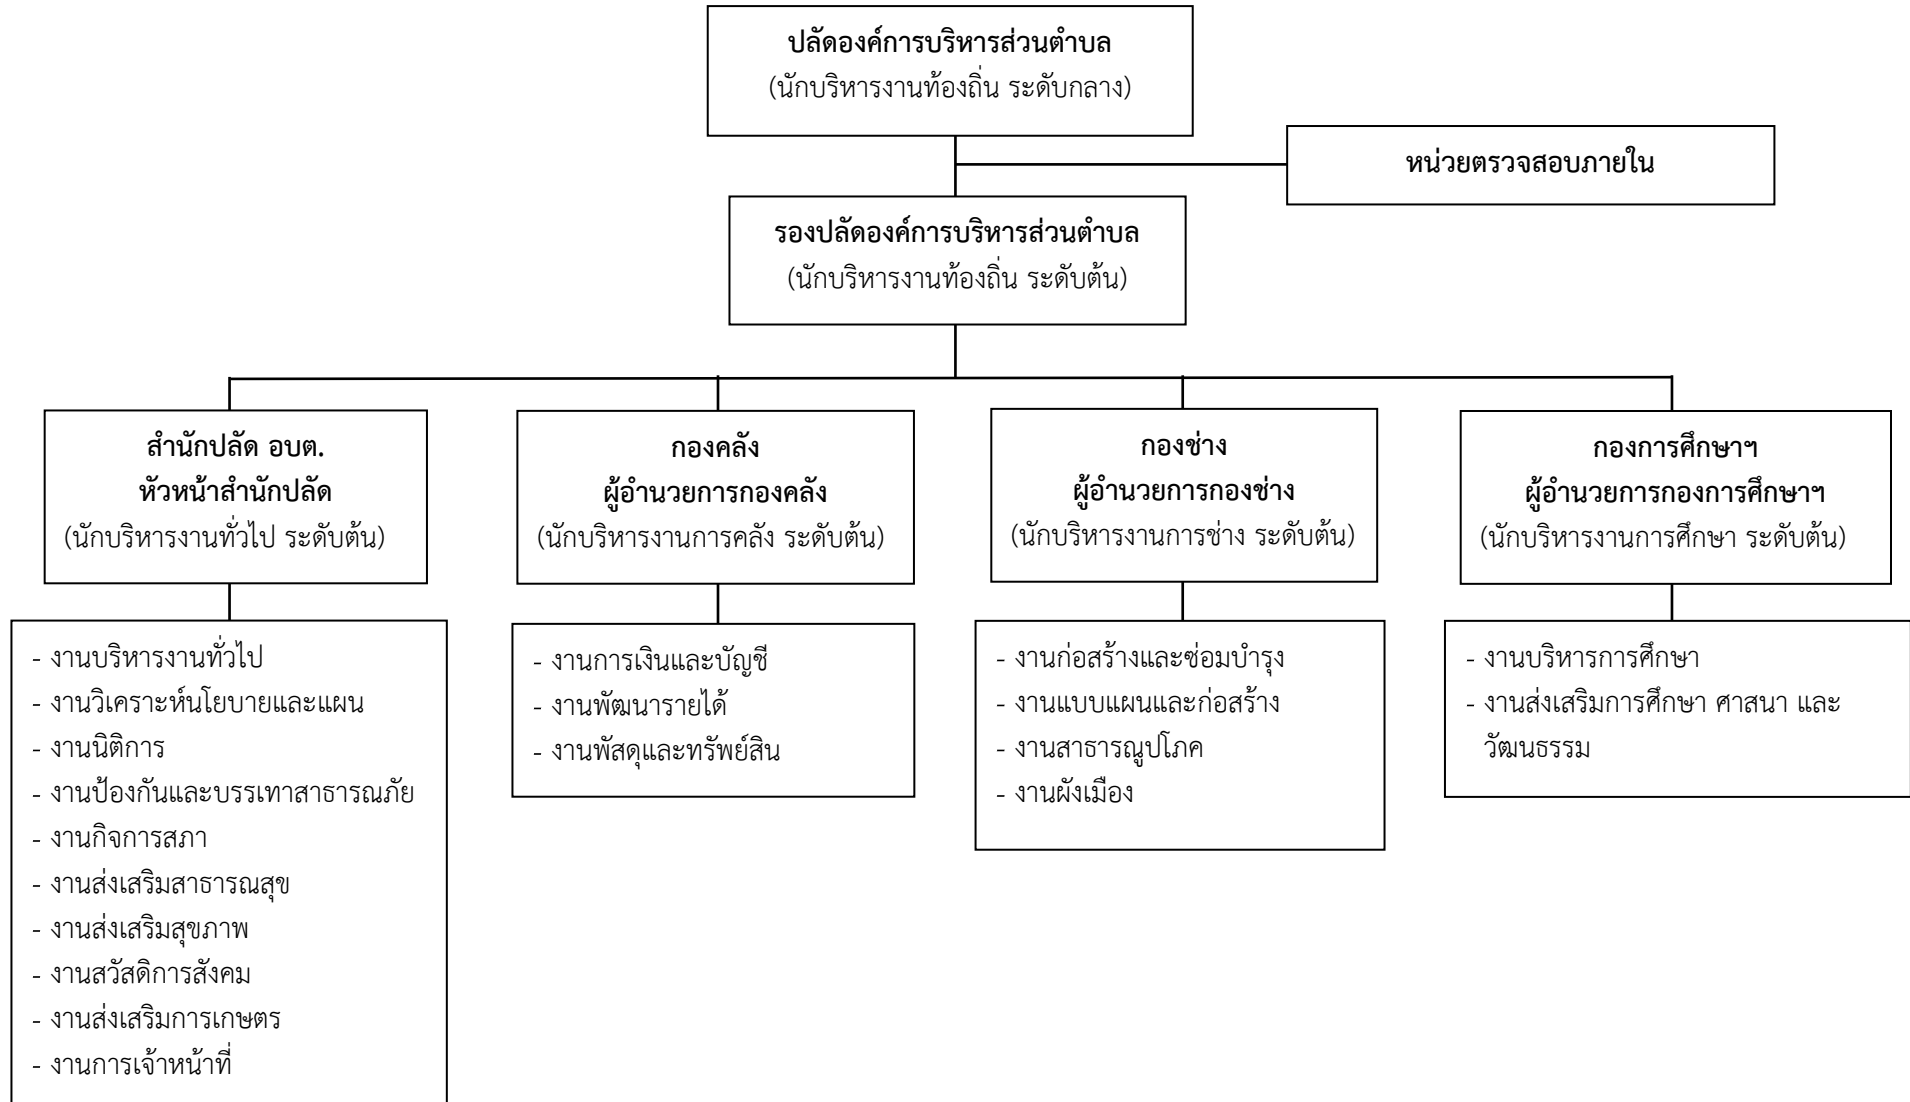 ปลัดองค์การบริหารส่วนตำบล
(นักบริหารงานท้องถิ่น ระดับกลาง)
หน่วยตรวจสอบภายใน
รองปลัดองค์การบริหารส่วนตำบล
(นักบริหารงานท้องถิ่น ระดับต้น)
สำนักปลัด อบต.
หัวหน้าสำนักปลัด
(นักบริหารงานทั่วไป ระดับต้น)
กองคลัง
ผู้อำนวยการกองคลัง
(นักบริหารงานการคลัง ระดับต้น)
กองช่าง
ผู้อำนวยการกองช่าง
(นักบริหารงานการช่าง ระดับต้น)
กองการศึกษาฯ
ผู้อำนวยการกองการศึกษาฯ
(นักบริหารงานการศึกษา ระดับต้น)
- งานบริหารงานทั่วไป
- งานวิเคราะห์นโยบายและแผน
- งานนิติการ
- งานป้องกันและบรรเทาสาธารณภัย
- งานกิจการสภา
- งานส่งเสริมสาธารณสุข
- งานส่งเสริมสุขภาพ
- งานสวัสดิการสังคม
- งานส่งเสริมการเกษตร
- งานการเจ้าหน้าที่
- งานการเงินและบัญชี
- งานพัฒนารายได้
- งานพัสดุและทรัพย์สิน
- งานก่อสร้างและซ่อมบำรุง
- งานแบบแผนและก่อสร้าง
- งานสาธารณูปโภค
- งานผังเมือง
- งานบริหารการศึกษา
- งานส่งเสริมการศึกษา ศาสนา และ
วัฒนธรรม